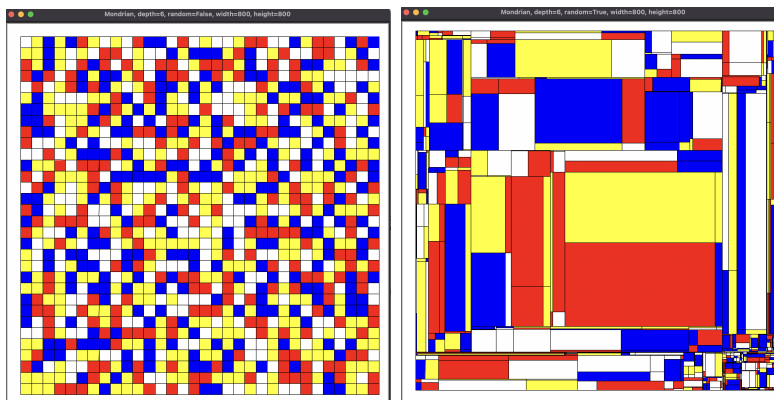 Mondrian, depth=6, random=False, width=800, height=800
Mondrian, depth=6, random=True, width=800, height=800